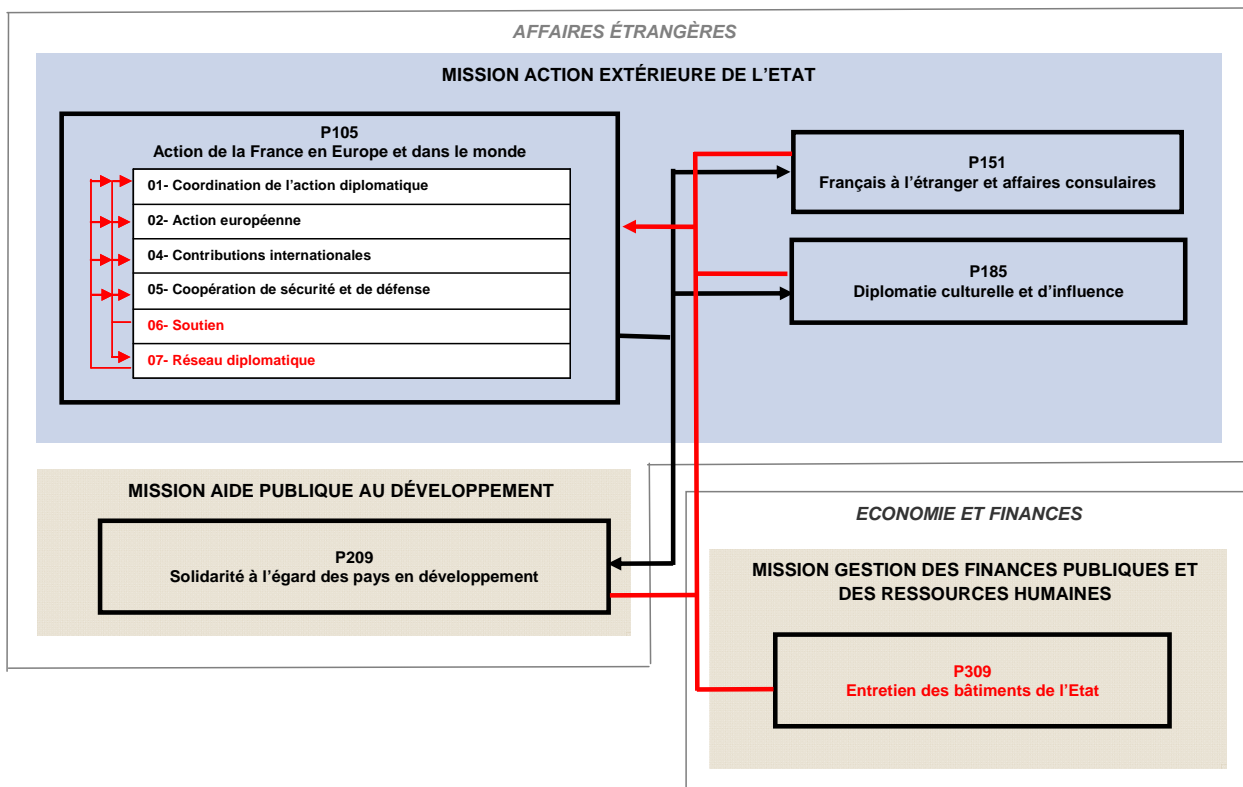 AFFAIRES ÉTRANGÈRES
MISSION ACTION EXTÉRIEURE DE L'ETAT
P105
Action de la France en Europe et dans le monde
01- Coordination de l'action diplomatique
02- Action européenne
04- Contributions internationales
05- Coopération de sécurité et de défense
06- Soutien
07- Réseau diplomatique
P151
Français à l'étranger et affaires consulaires
P185
Diplomatie culturelle et d'influence
MISSION AIDE PUBLIQUE AU DÉVELOPPEMENT
P209
Solidarité à l'égard des pays en développement
ECONOMIE ET FINANCES
MISSION GESTION DES FINANCES PUBLIQUES ET
DES RESSOURCES HUMAINES
P309
Entretien des bâtiments de l'Etat